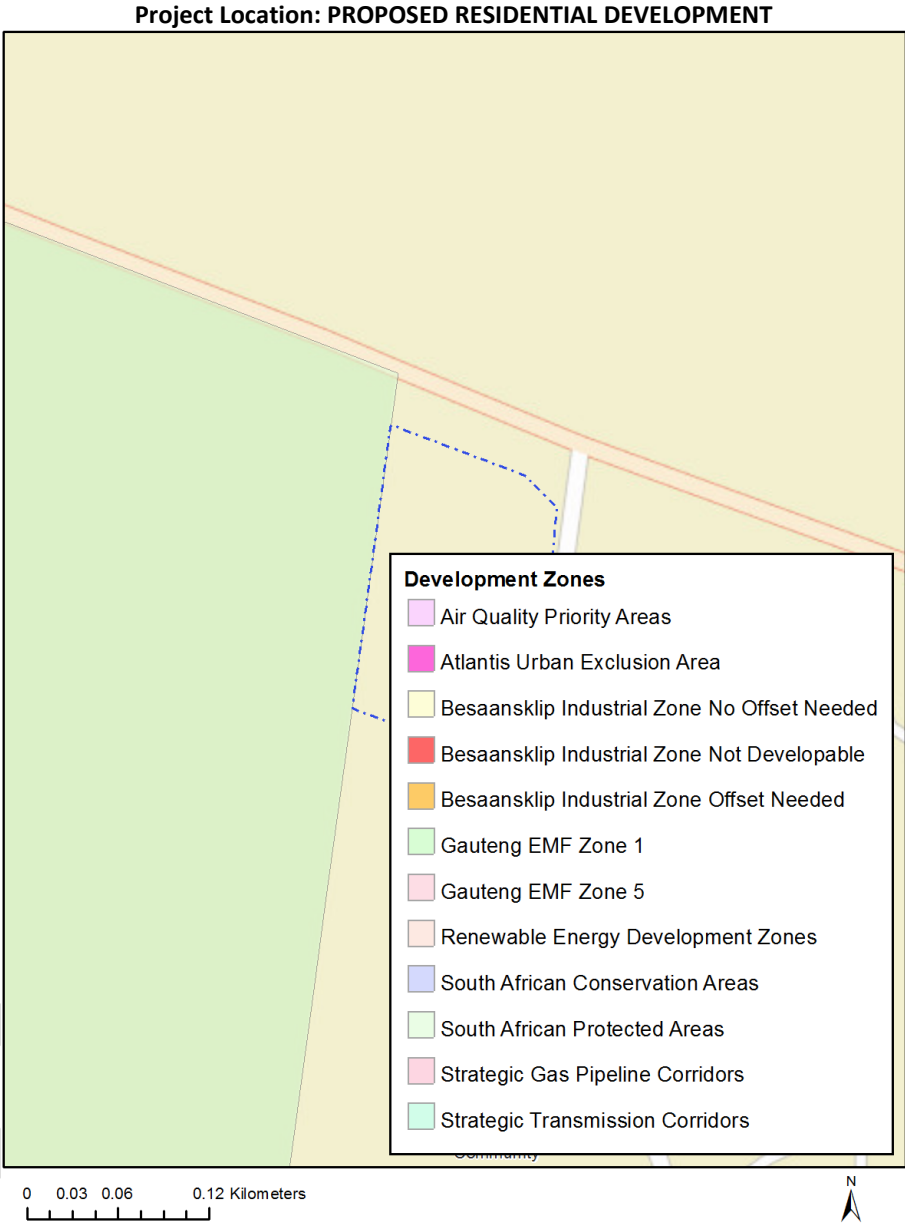 Project Location: PROPOSED RESIDENTIAL DEVELOPMENT
Development Zones
Air Quality Priority Areas
Atlantis Urban Exclusion Area
Besaansklip Industrial Zone No Offset Needed
Besaansklip Industrial Zone Not Developable
Besaansklip Industrial Zone Offset Needed
Gauteng EMF Zone 1
Gauteng EMF Zone 5
Renewable Energy Development Zones
South African Conservation Areas
South African Protected Areas
Strategic Gas Pipeline Corridors
Strategic Transmission Corridors
Community
0 0.03 0.06 0.12 Kilometers
N